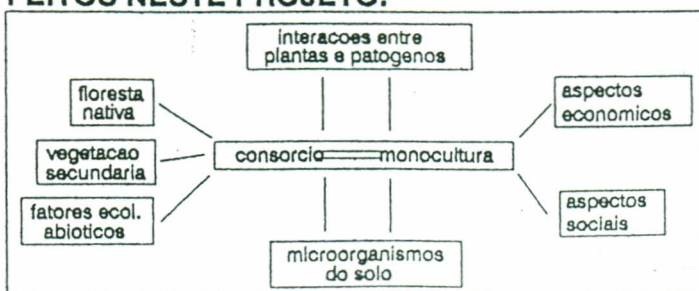 FEITOS NESTE PROJETO:
interacoes entre
plantas e patogenos
floresta
nativa
aspectos
economicos
vegetacao
secundaria
consorcio monocultura
fatores ecol.
abioticos
aspectos
sociais
microorganismos
do solo